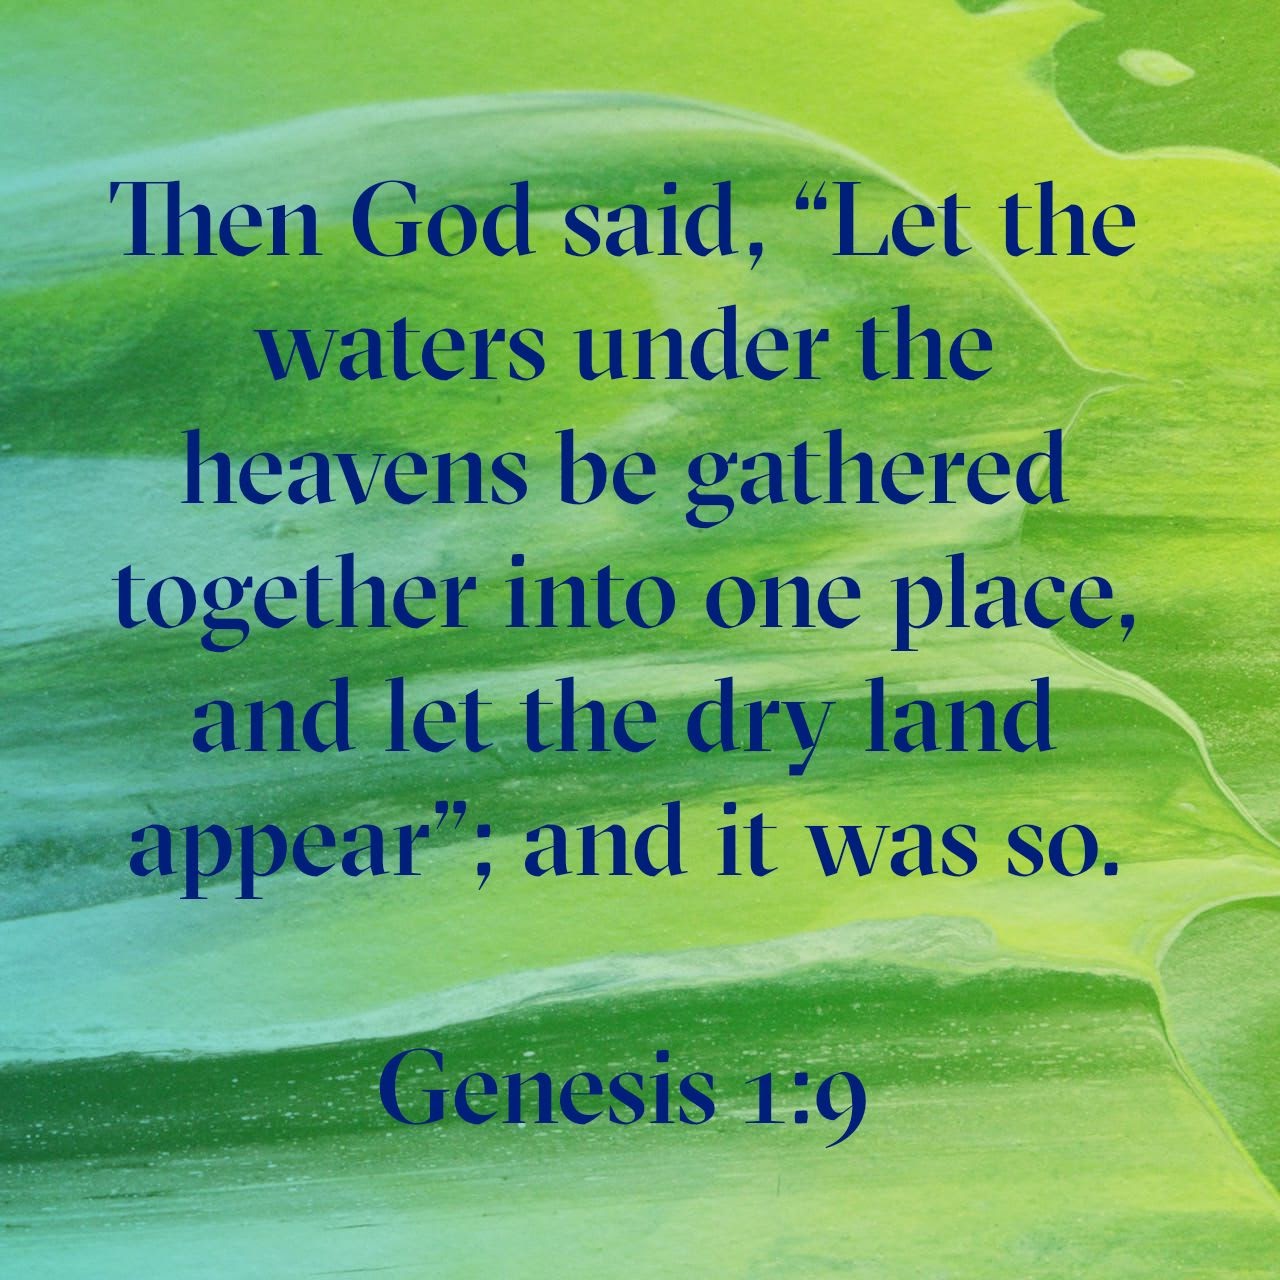 Then God said, “Let the
waters under the
heavens be gathered
together into one place,
and let the dry land
appear”; and it was so.
Genesis 1:9